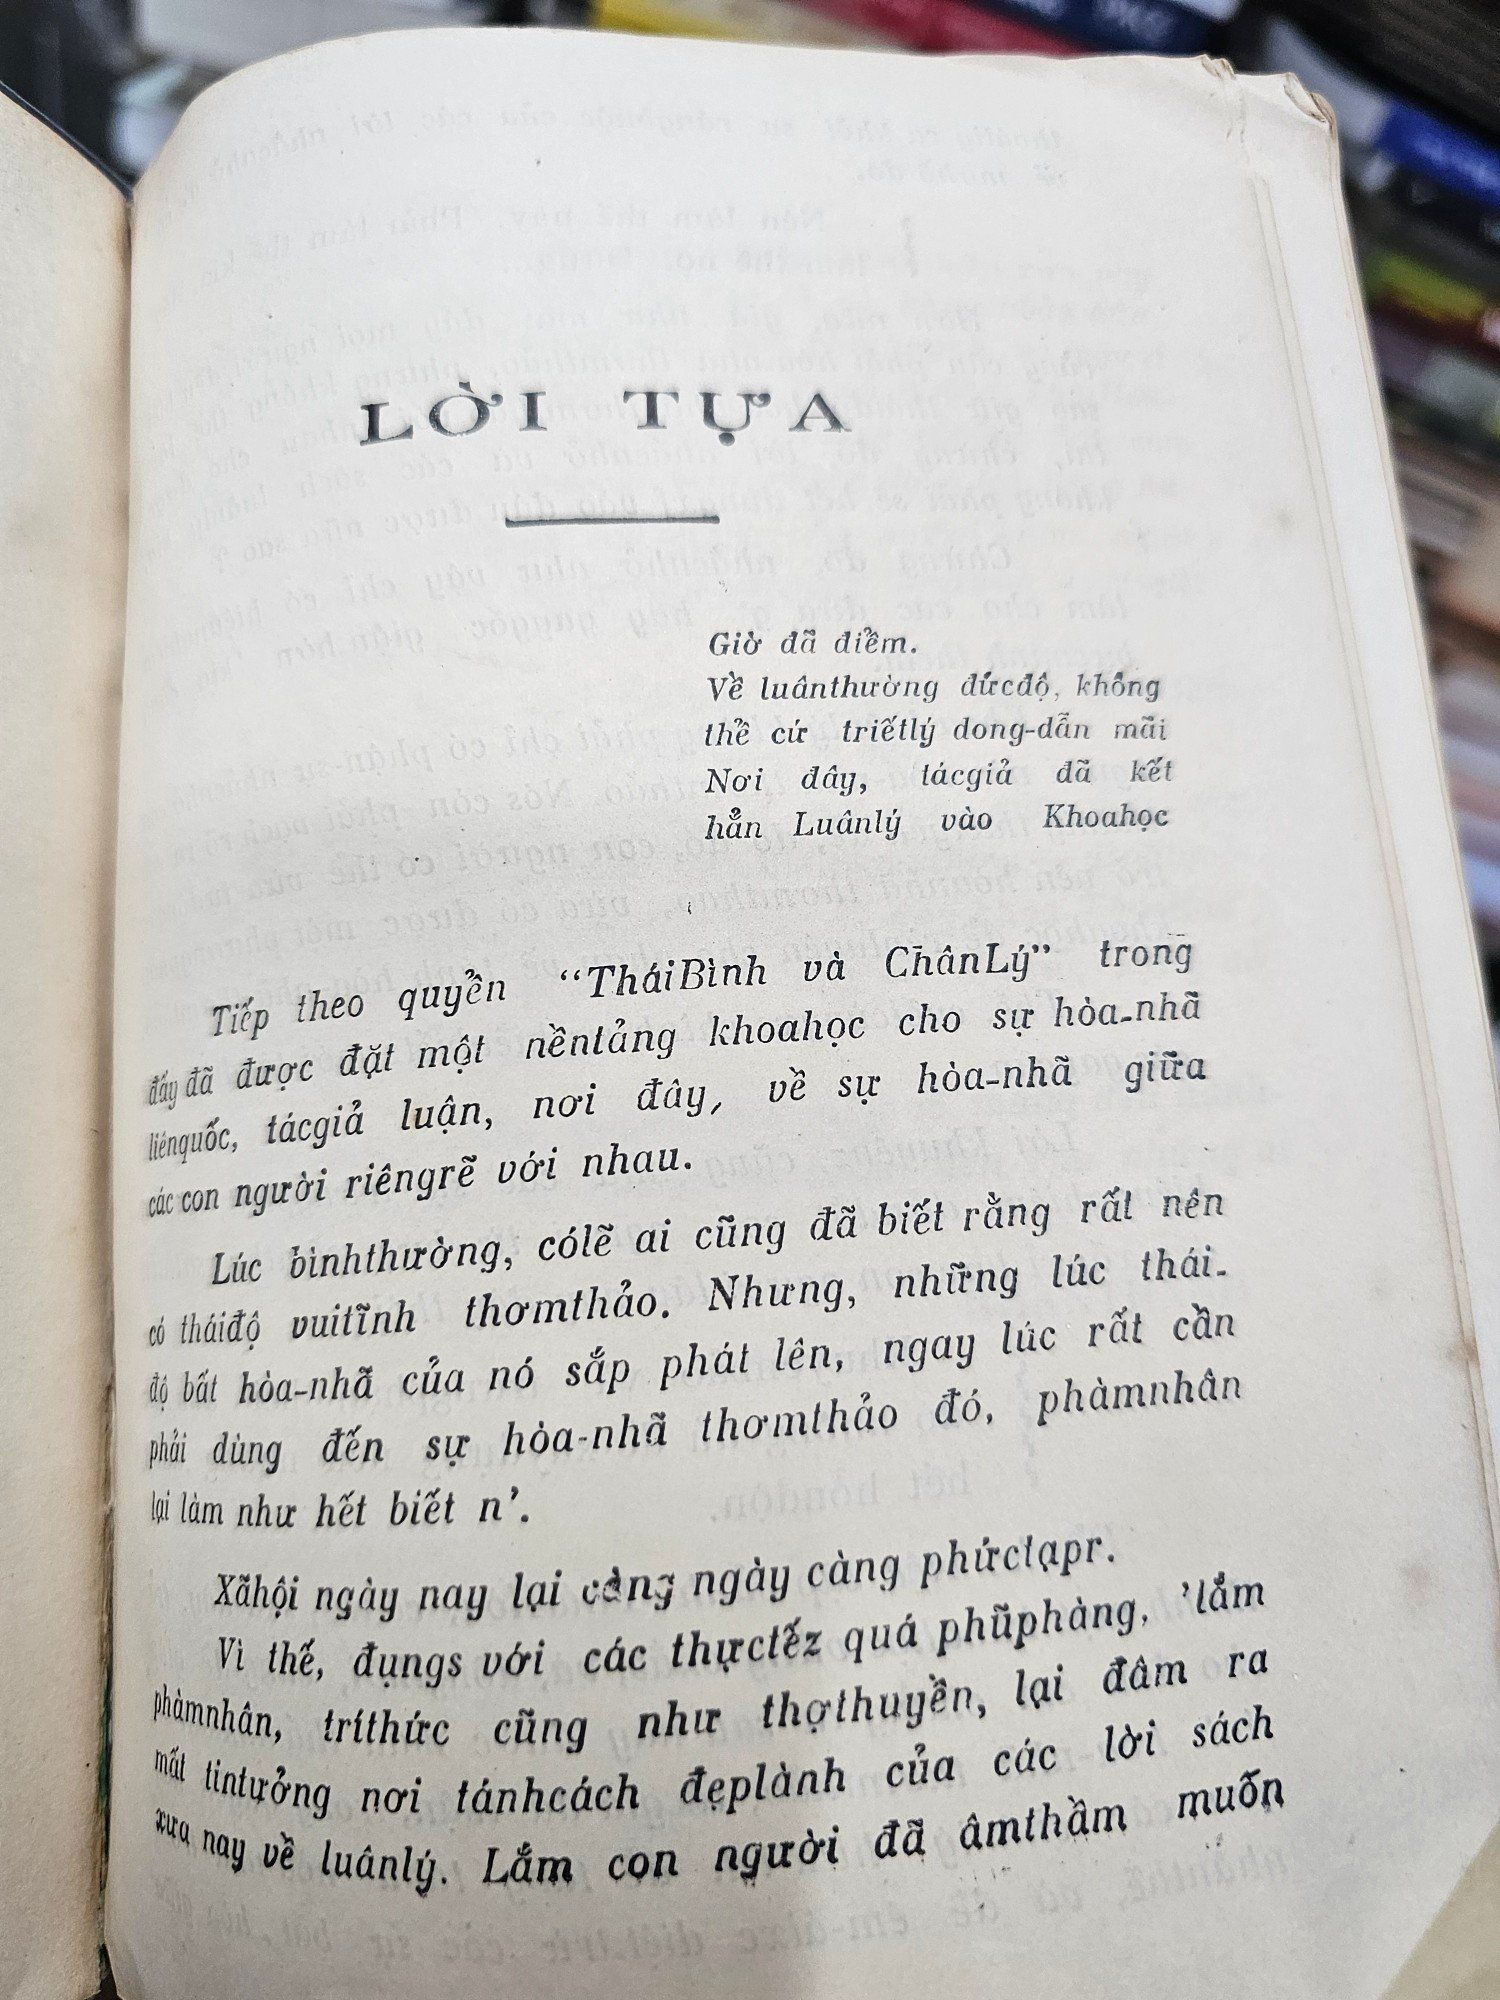 LỜI TỰA
Giờ đã điểm.
Về luânthường đứcđộ, không
thể cứ triếtlý dong-dẫn mãi
Nơi đây, tácgiả đã kết
hẳn Luânlý vào Khoahọc
Tiếp theo quyển “TháiBình và ChânLý” trong
đấy đã được đặt một nềntảng khoahọc cho sự hòa-nhã
liênquốc, tácgiả luận, nơi đây, về sự hòa-nhã giữa
các con người riêngrẽ với nhau.
Lúc bìnhthường, cólẽ ai cũng đã biết rằng rất nên
có tháiđộ vuitĩnh thơmthảo. Nhưng, những lúc thái-
độ bất hòa-nhã của nó sắp phát lên, ngay lúc rất cần
phải dùng đến sự hòa-nhã thơmthảo đó, phàmnhân
lại làm như hết biết n’.
Xãhội ngày nay lại càng ngày càng phứctạpr.
Vì thế, đụngs với các thựctếz quá phũphàng, ’lắm
phàmnhân, tríthức cũng như thợthuyền, lại đâm ra
mất tintưởng nơi tánhcách đẹplành của các lời sách
xưa nay về luânlý. Lắm con người đã âmthầm muốn